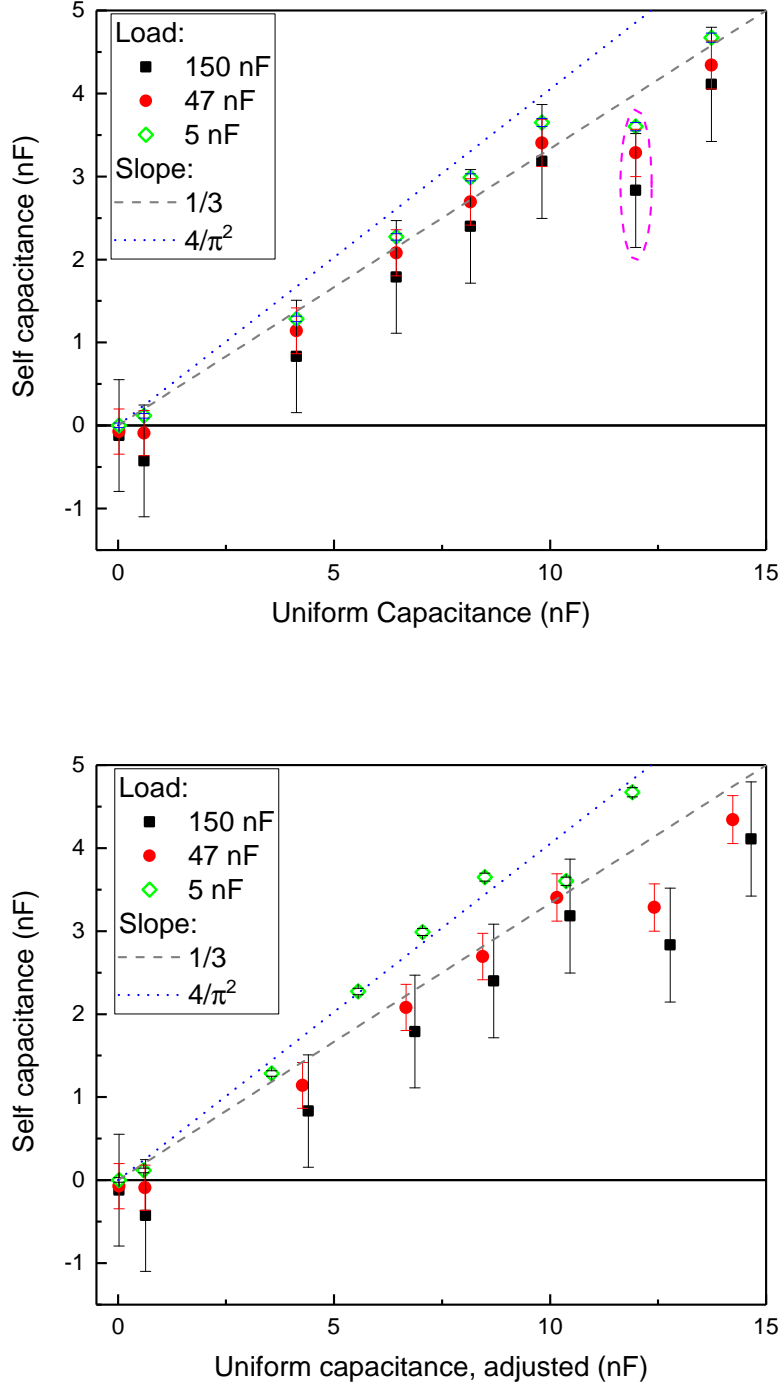 5
4
3
2
1
0
-1
Self capacitance (nF)
Load:
150 nF
47 nF
5 nF
Slope:
1/3
4/π²
0
5
10
15
Uniform Capacitance (nF)
5
4
3
2
1
0
-1
Self capacitance (nF)
Load:
150 nF
47 nF
5 nF
Slope:
1/3
4/π²
0
5
10
15
Uniform capacitance, adjusted (nF)